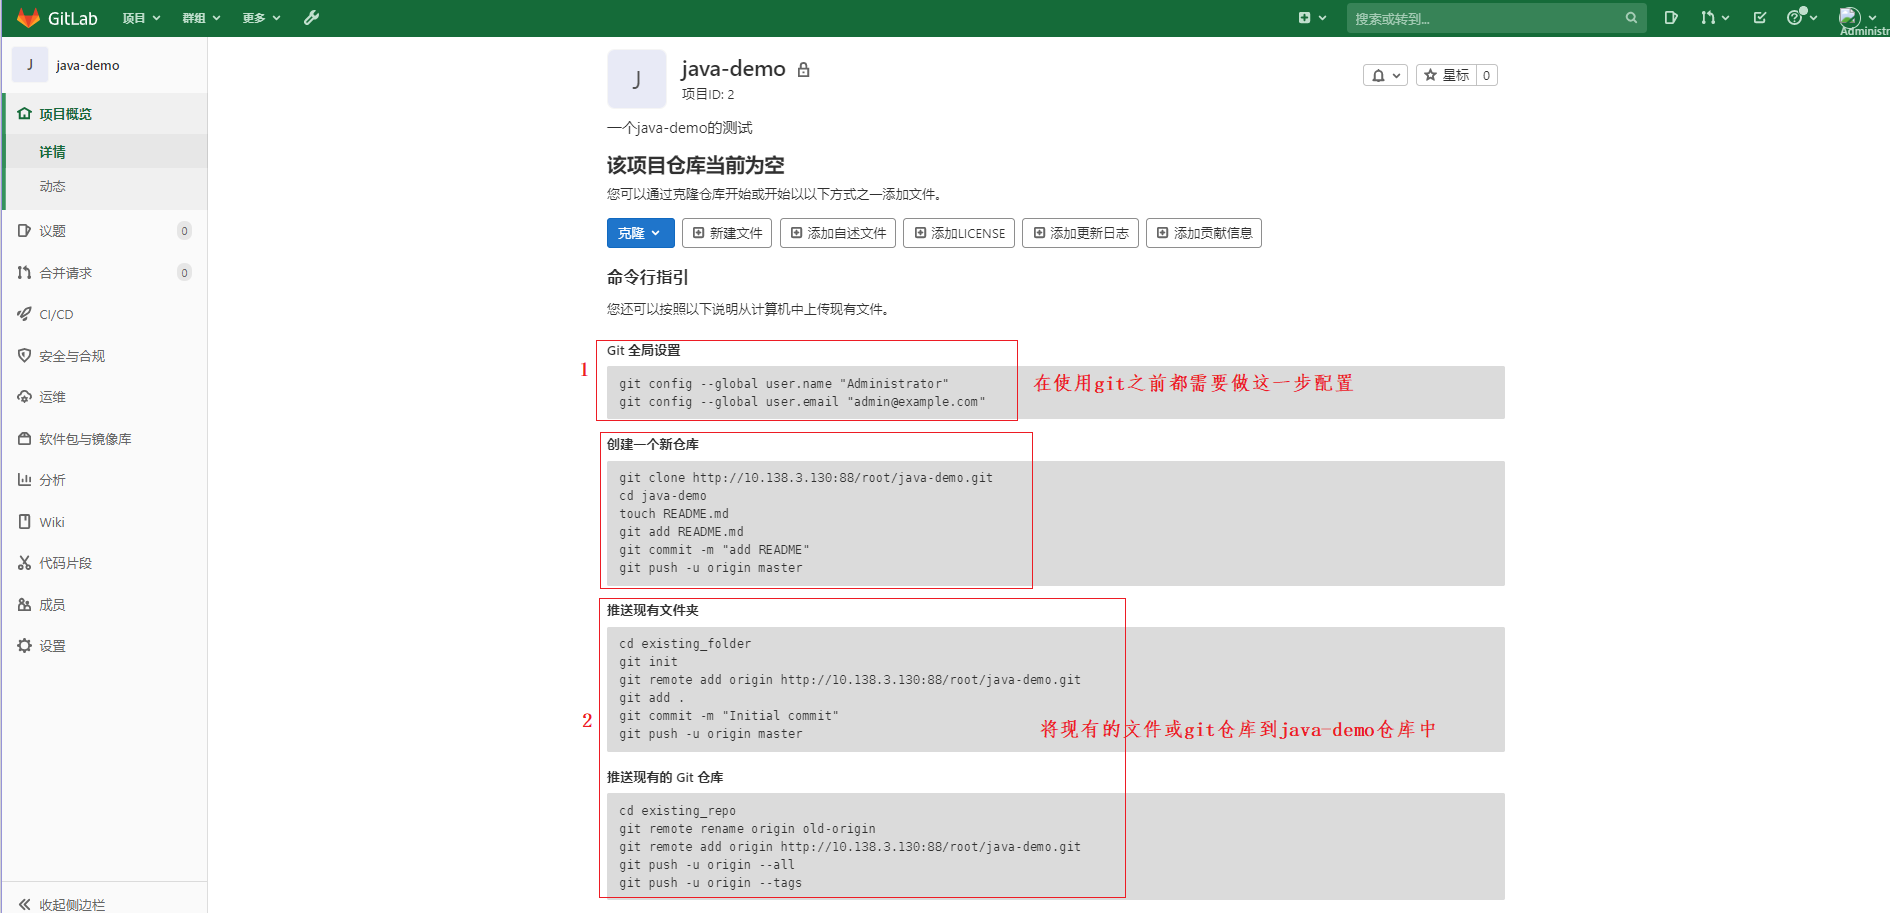 GitLab 项目 群组 更多 搜索或转到... Administr
J java-demo
项目概览
详情
动态
议题 0
合并请求 0
CI/CD
安全与合规
运维
软件包与镜像库
分析
Wiki
代码片段
成员
设置
收起侧边栏
J
java-demo
项目ID: 2
星标 0
一个java-demo的测试
该项目仓库当前为空
您可以通过克隆仓库开始或开始以以下方式之一添加文件。
克隆 新建文件 添加自述文件 添加LICENSE 添加更新日志 添加贡献信息
命令行指引
您还可以按照以下说明从计算机中上传现有文件。
1
Git 全局设置
git config --global user.name "Administrator"
git config --global user.email "admin@example.com"
在使用git之前都需要做这一步配置
创建一个新仓库
git clone http://10.138.3.130:88/root/java-demo.git
cd java-demo
touch README.md
git add README.md
git commit -m "add README"
git push -u origin master
2
推送现有文件夹
cd existing_folder
git init
git remote add origin http://10.138.3.130:88/root/java-demo.git
git add .
git commit -m "Initial commit"
git push -u origin master
将现有的文件或git仓库到java-demo仓库中
推送现有的 Git 仓库
cd existing_repo
git remote rename origin old-origin
git remote add origin http://10.138.3.130:88/root/java-demo.git
git push -u origin --all
git push -u origin --tags